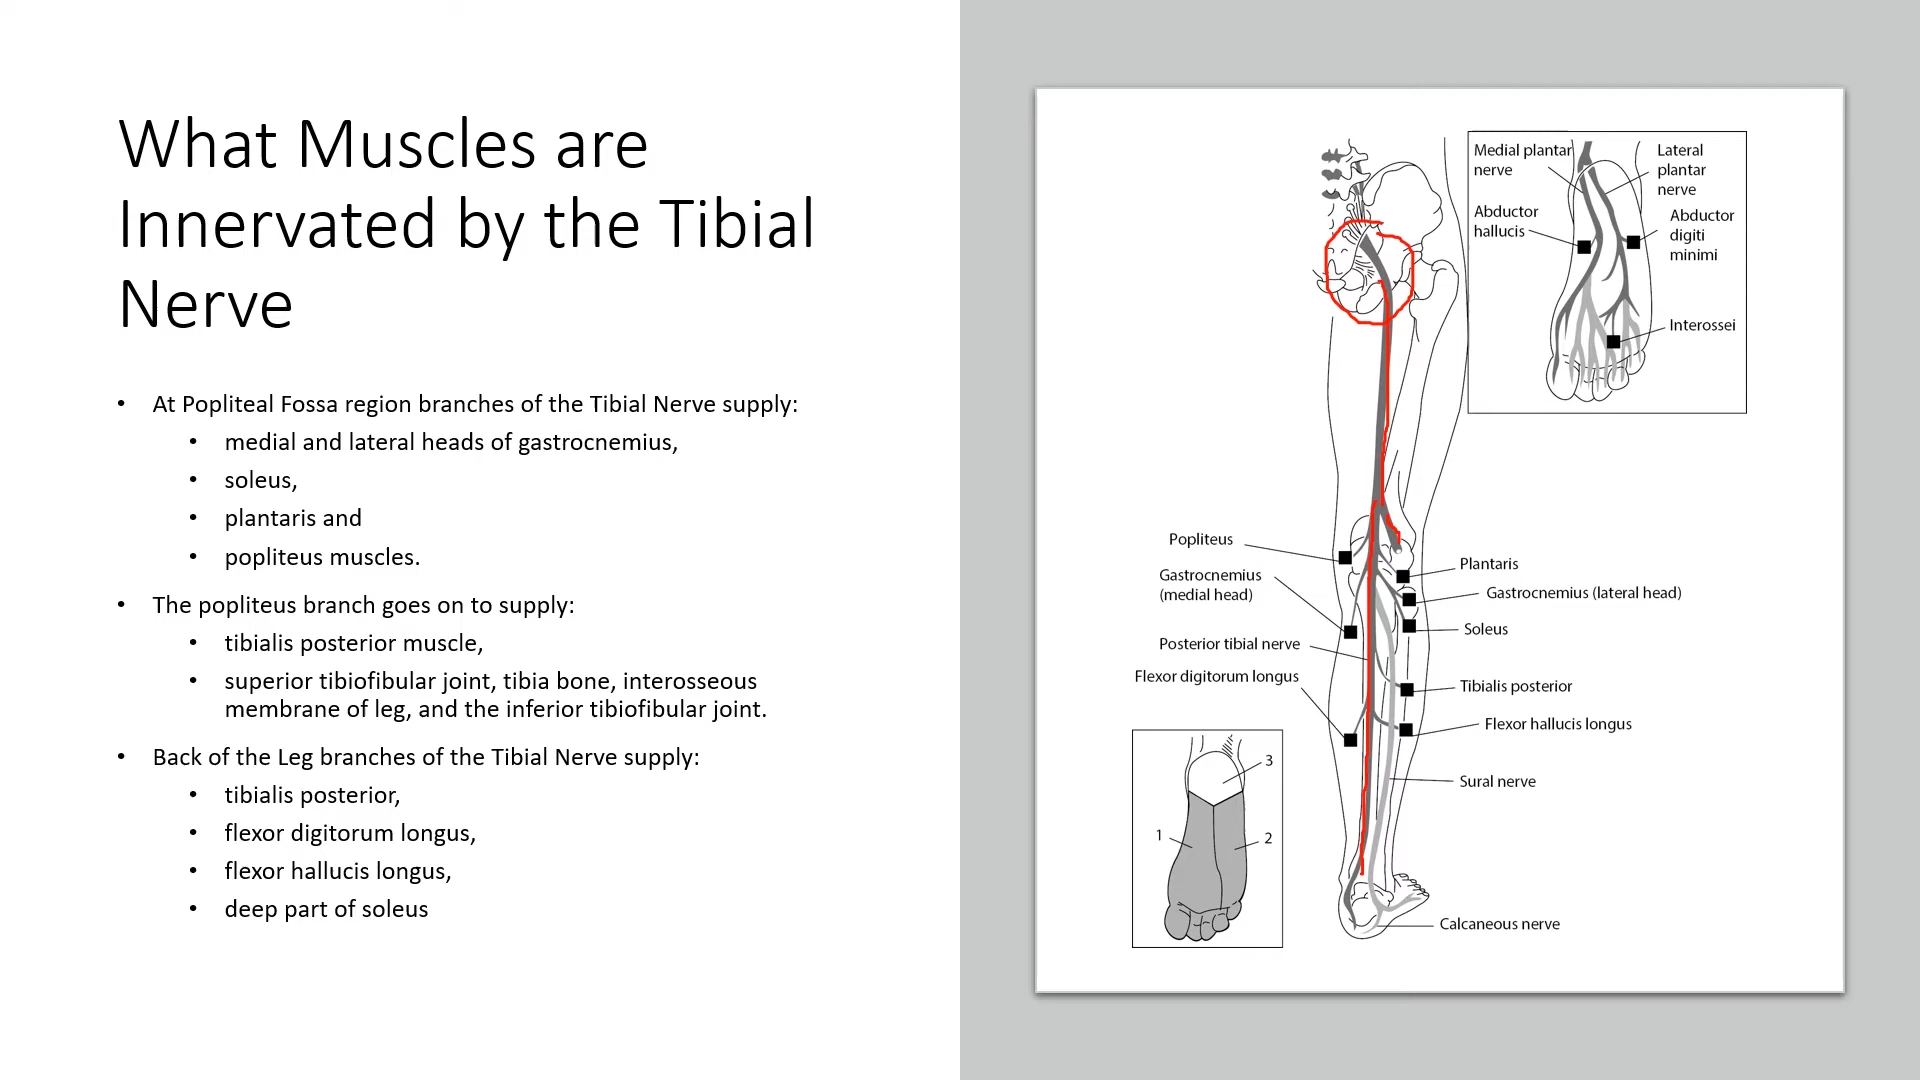 What Muscles are
Innervated by the Tibial
Nerve
• At Popliteal Fossa region branches of the Tibial Nerve supply:
• medial and lateral heads of gastrocnemius,
• soleus,
• plantaris and
• popliteus muscles.
• The popliteus branch goes on to supply:
• tibialis posterior muscle,
• superior tibiofibular joint, tibia bone, interosseous
membrane of leg, and the inferior tibiofibular joint.
• Back of the Leg branches of the Tibial Nerve supply:
• tibialis posterior,
• flexor digitorum longus,
• flexor hallucis longus,
• deep part of soleus
Medial plantar
nerve
Lateral
plantar
nerve
Abductor
hallucis
Abductor
digiti
minimi
Interossei
Popliteus
Gastrocnemius
(medial head)
Posterior tibial nerve
Flexor digitorum longus
Plantaris
Gastrocnemius (lateral head)
Soleus
Tibialis posterior
Flexor hallucis longus
Sural nerve
Calcaneous nerve
3
1
2